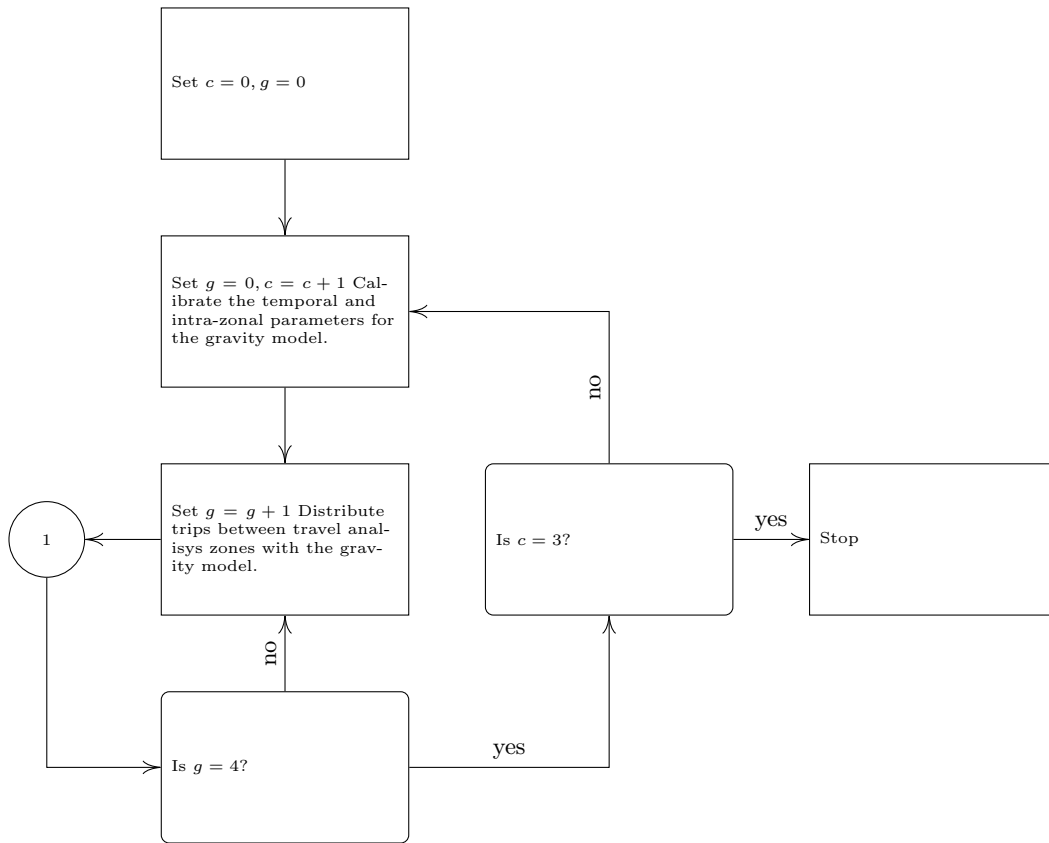 Set c = 0, g = 0
Set g = 0, c = c + 1 Cal-
ibrate the temporal and
intra-zonal parameters for
the gravity model.
no
Set g = g + 1 Distribute
trips between travel anal-
isys zones with the grav-
ity model.
1
Is c = 3?
yes
Stop
no
Is g = 4?
yes